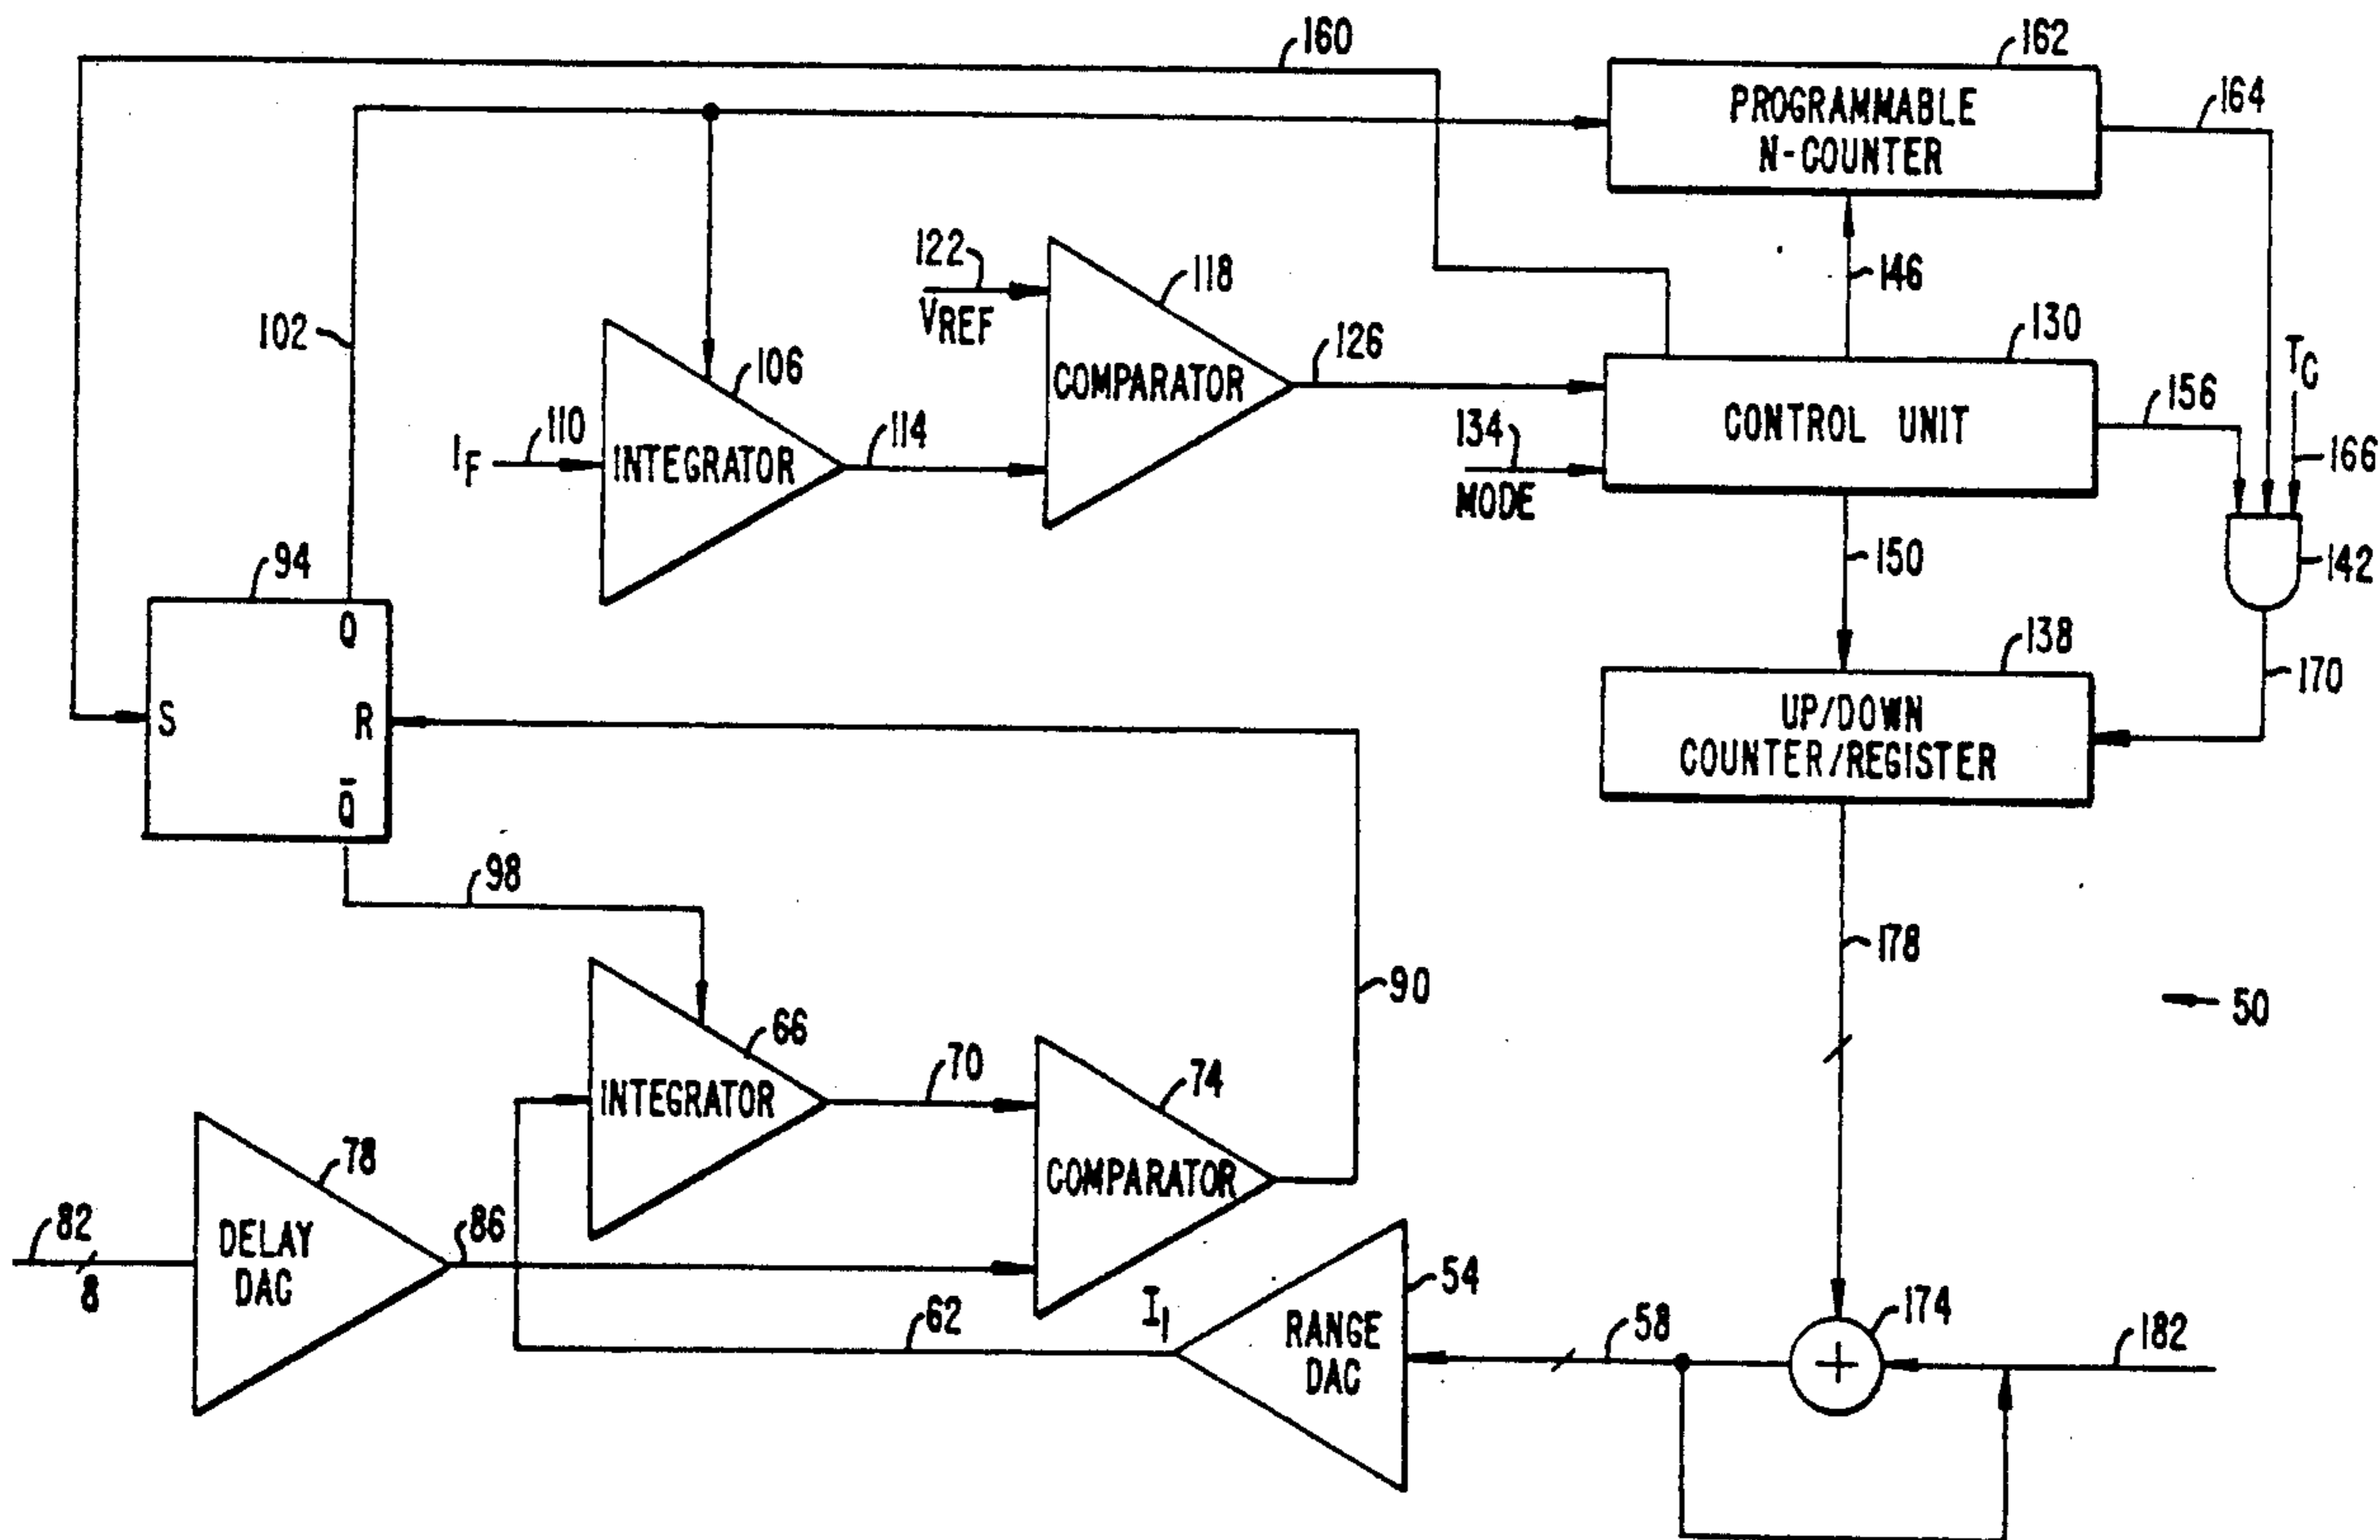 160
162
PROGRAMMABLE
N-COUNTER
164
122
VREF
118
146
130
TG
102
106
COMPARATOR
126
156
IF
110
INTEGRATOR
114
134
MODE
CONTROL UNIT
166
142
94
Q
150
138
170
S
R
UP/DOWN
COUNTER/REGISTER
Q̄
98
178
90
50
66
70
74
INTEGRATOR
78
COMPARATOR
82
8
DELAY
DAC
86
62
I1
54
RANGE
DAC
58
174
+
182